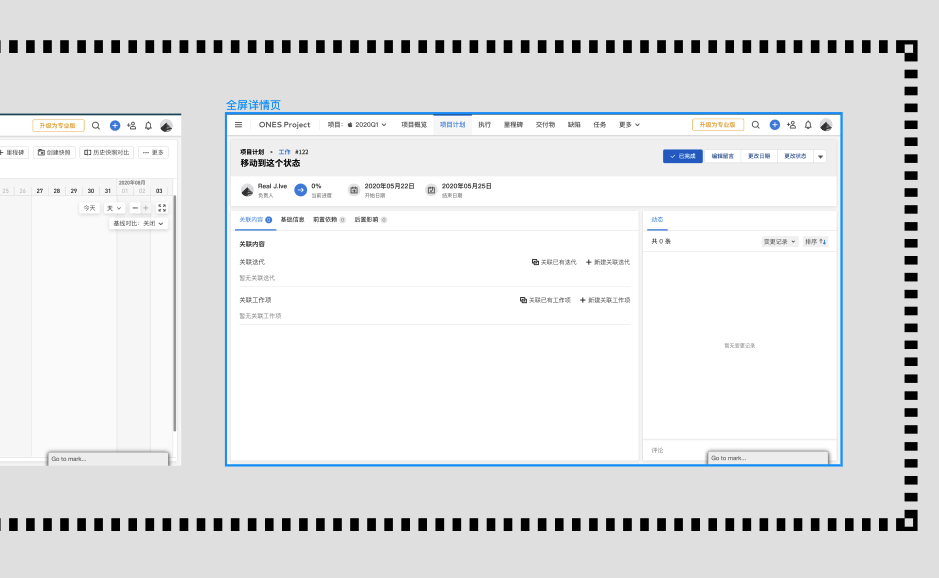 全屏详情页
升级为专业版
里程碑 创建快照 历史快照对比 更多
2020年06月
25 26 27 28 29 30 31 01 02 03
今天 天
基线对比: 关闭
Go to mark...
ONES Project 项目: 2020Q1 项目概览 项目计划 执行 里程碑 交付物 缺陷 任务 更多 升级为专业版
项目计划 • 工作 #122
移动到这个状态
已完成 编辑留言 更改日期 更改状态
Real J.Ive 0% 2020年05月22日 2020年05月25日
负责人 当前进度 开始日期 结束日期
关联内容 0 基础信息 前置依赖 0 后置影响 0
动态
关联内容
共 0 条 变更记录 排序
关联迭代 关联已有迭代 新建关联迭代
暂无关联迭代
关联工作项 关联已有工作项 新建关联工作项
暂无关联工作项
暂无变更记录
评论
Go to mark...